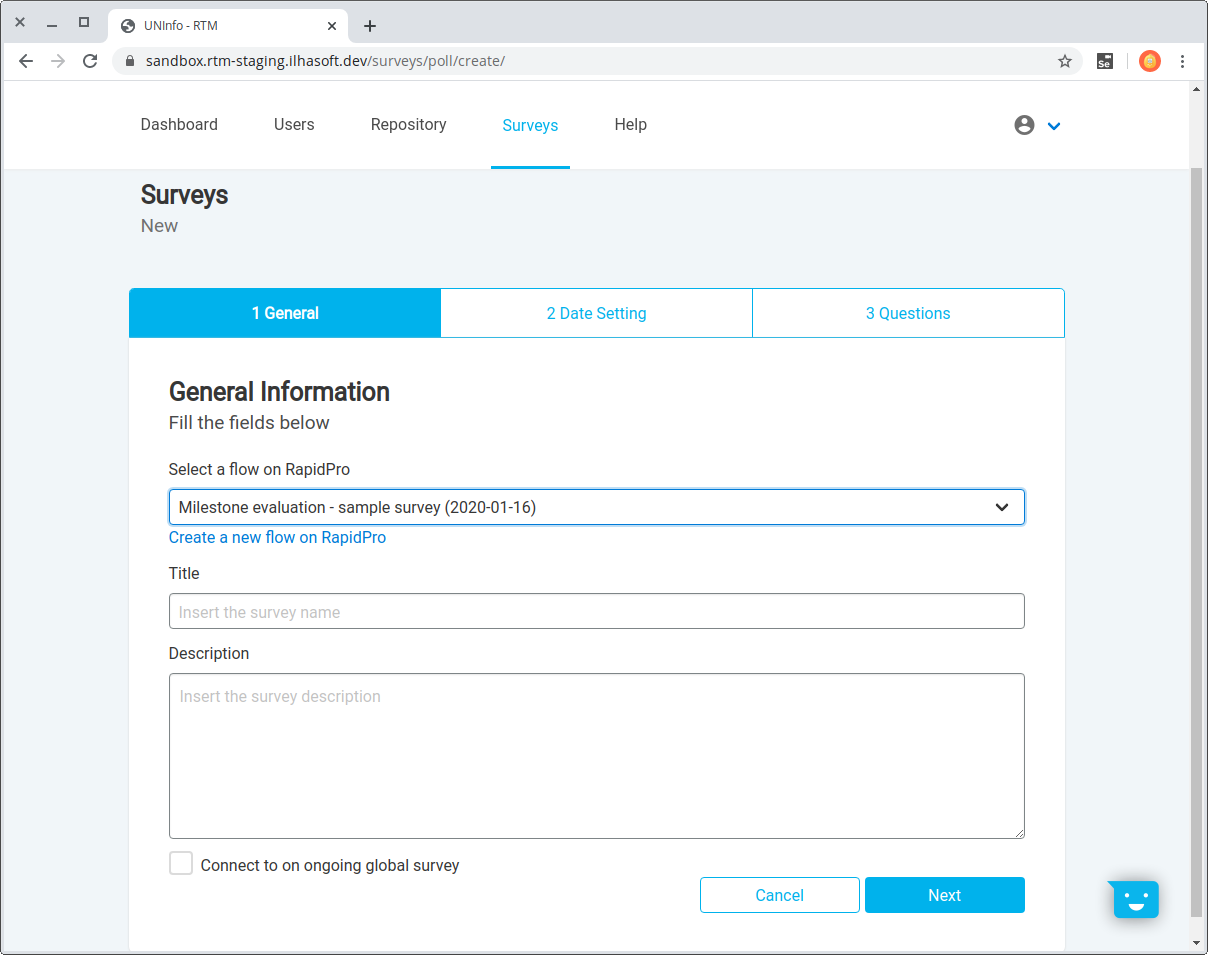 UNInfo - RTM
sandbox.rtm-staging.ilhasoft.dev/surveys/poll/create/
Se
Dashboard Users Repository Surveys Help
Surveys
New
1 General 2 Date Setting 3 Questions
General Information
Fill the fields below
Select a flow on RapidPro
Milestone evaluation - sample survey (2020-01-16)
Create a new flow on RapidPro
Title
Insert the survey name
Description
Insert the survey description
Connect to on ongoing global survey
Cancel Next